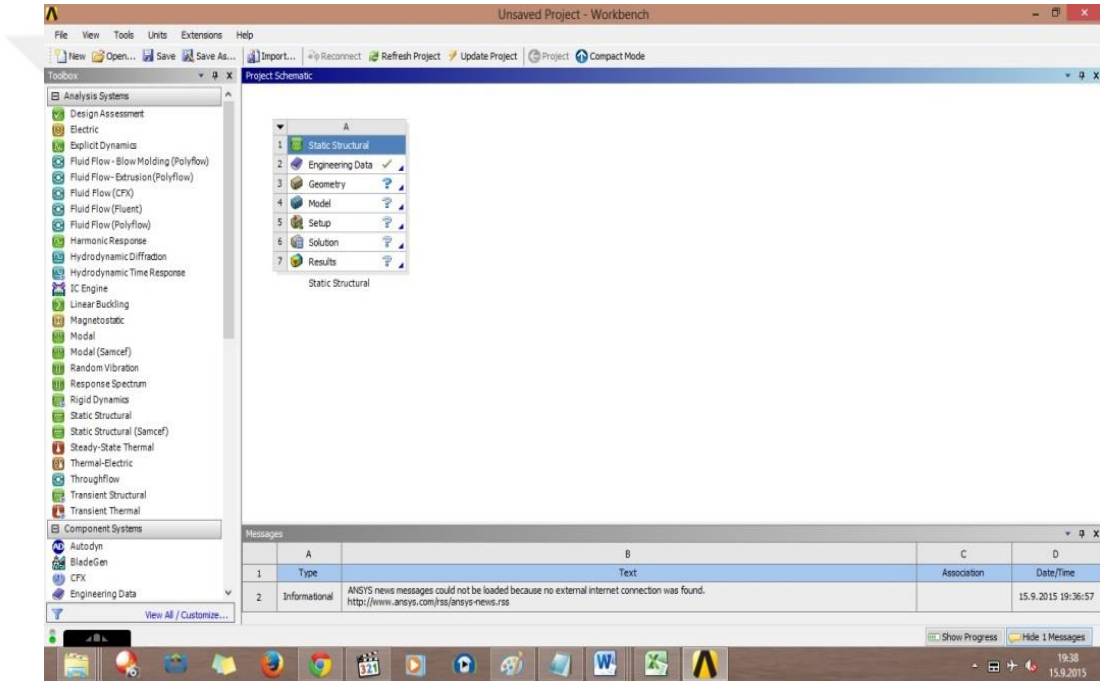 Unsaved Project - Workbench
File View Tools Units Extensions Help
New Open... Save Save As... Import... Reconnect Refresh Project Update Project Project Compact Mode
Toolbox
Analysis Systems
Design Assessment
Electric
Explicit Dynamics
Fluid Flow - Blow Molding (Polyflow)
Fluid Flow - Extrusion (Polyflow)
Fluid Flow (CFX)
Fluid Flow (Fluent)
Fluid Flow (Polyflow)
Harmonic Response
Hydrodynamic Diffraction
Hydrodynamic Time Response
IC Engine
Linear Buckling
Magnetostatic
Modal
Modal (Samcef)
Random Vibration
Response Spectrum
Rigid Dynamics
Static Structural
Static Structural (Samcef)
Steady-State Thermal
Thermal-Electric
Throughflow
Transient Structural
Transient Thermal
Component Systems
Autodyn
BladeGen
CFX
Engineering Data
View All / Customize...
Project Schematic
A
1 Static Structural
2 Engineering Data
3 Geometry ?
4 Model ?
5 Setup ?
6 Solution ?
7 Results ?
Static Structural
Messages
A B C D
1 Type Text Association Date/Time
2 Informational ANSYS news messages could not be loaded because no external internet connection was found. 15.9.2015 19:36:57
http://www.ansys.com/rss/ansys-news.rss
Show Progress Hide 1 Messages
321
19:38
15.9.2015